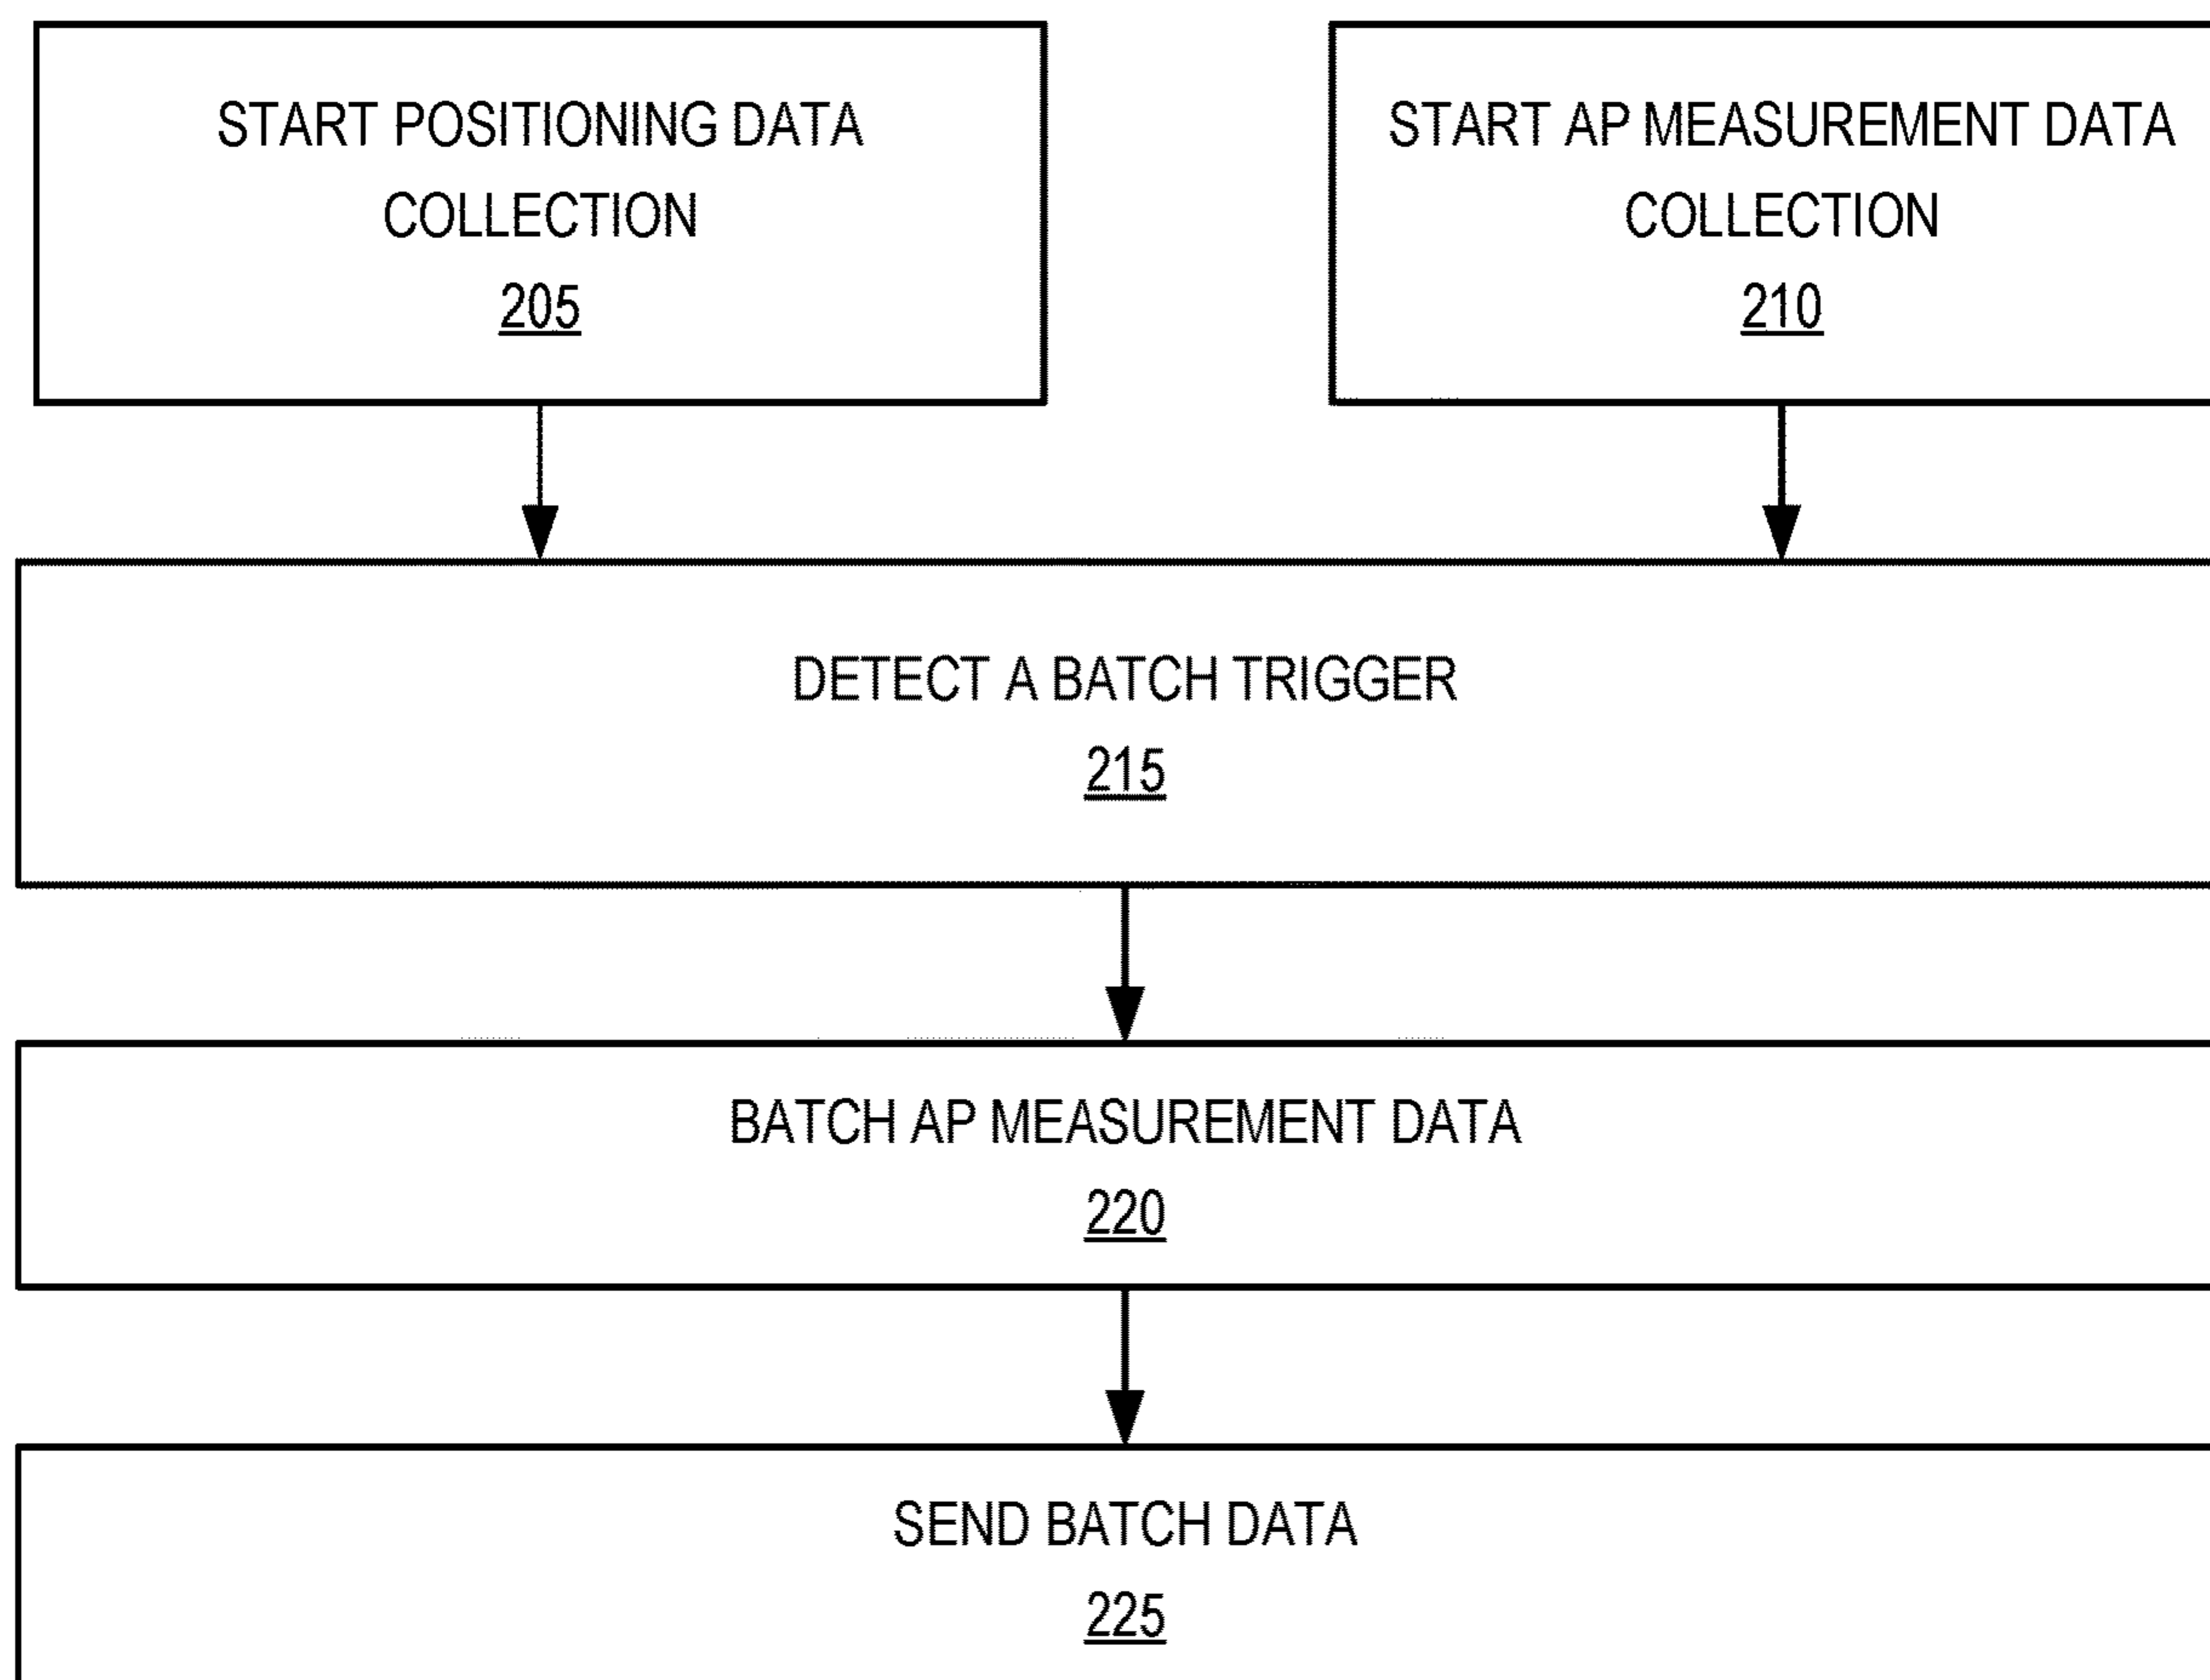 START POSITIONING DATA
COLLECTION
205
START AP MEASUREMENT DATA
COLLECTION
210
DETECT A BATCH TRIGGER
215
BATCH AP MEASUREMENT DATA
220
SEND BATCH DATA
225